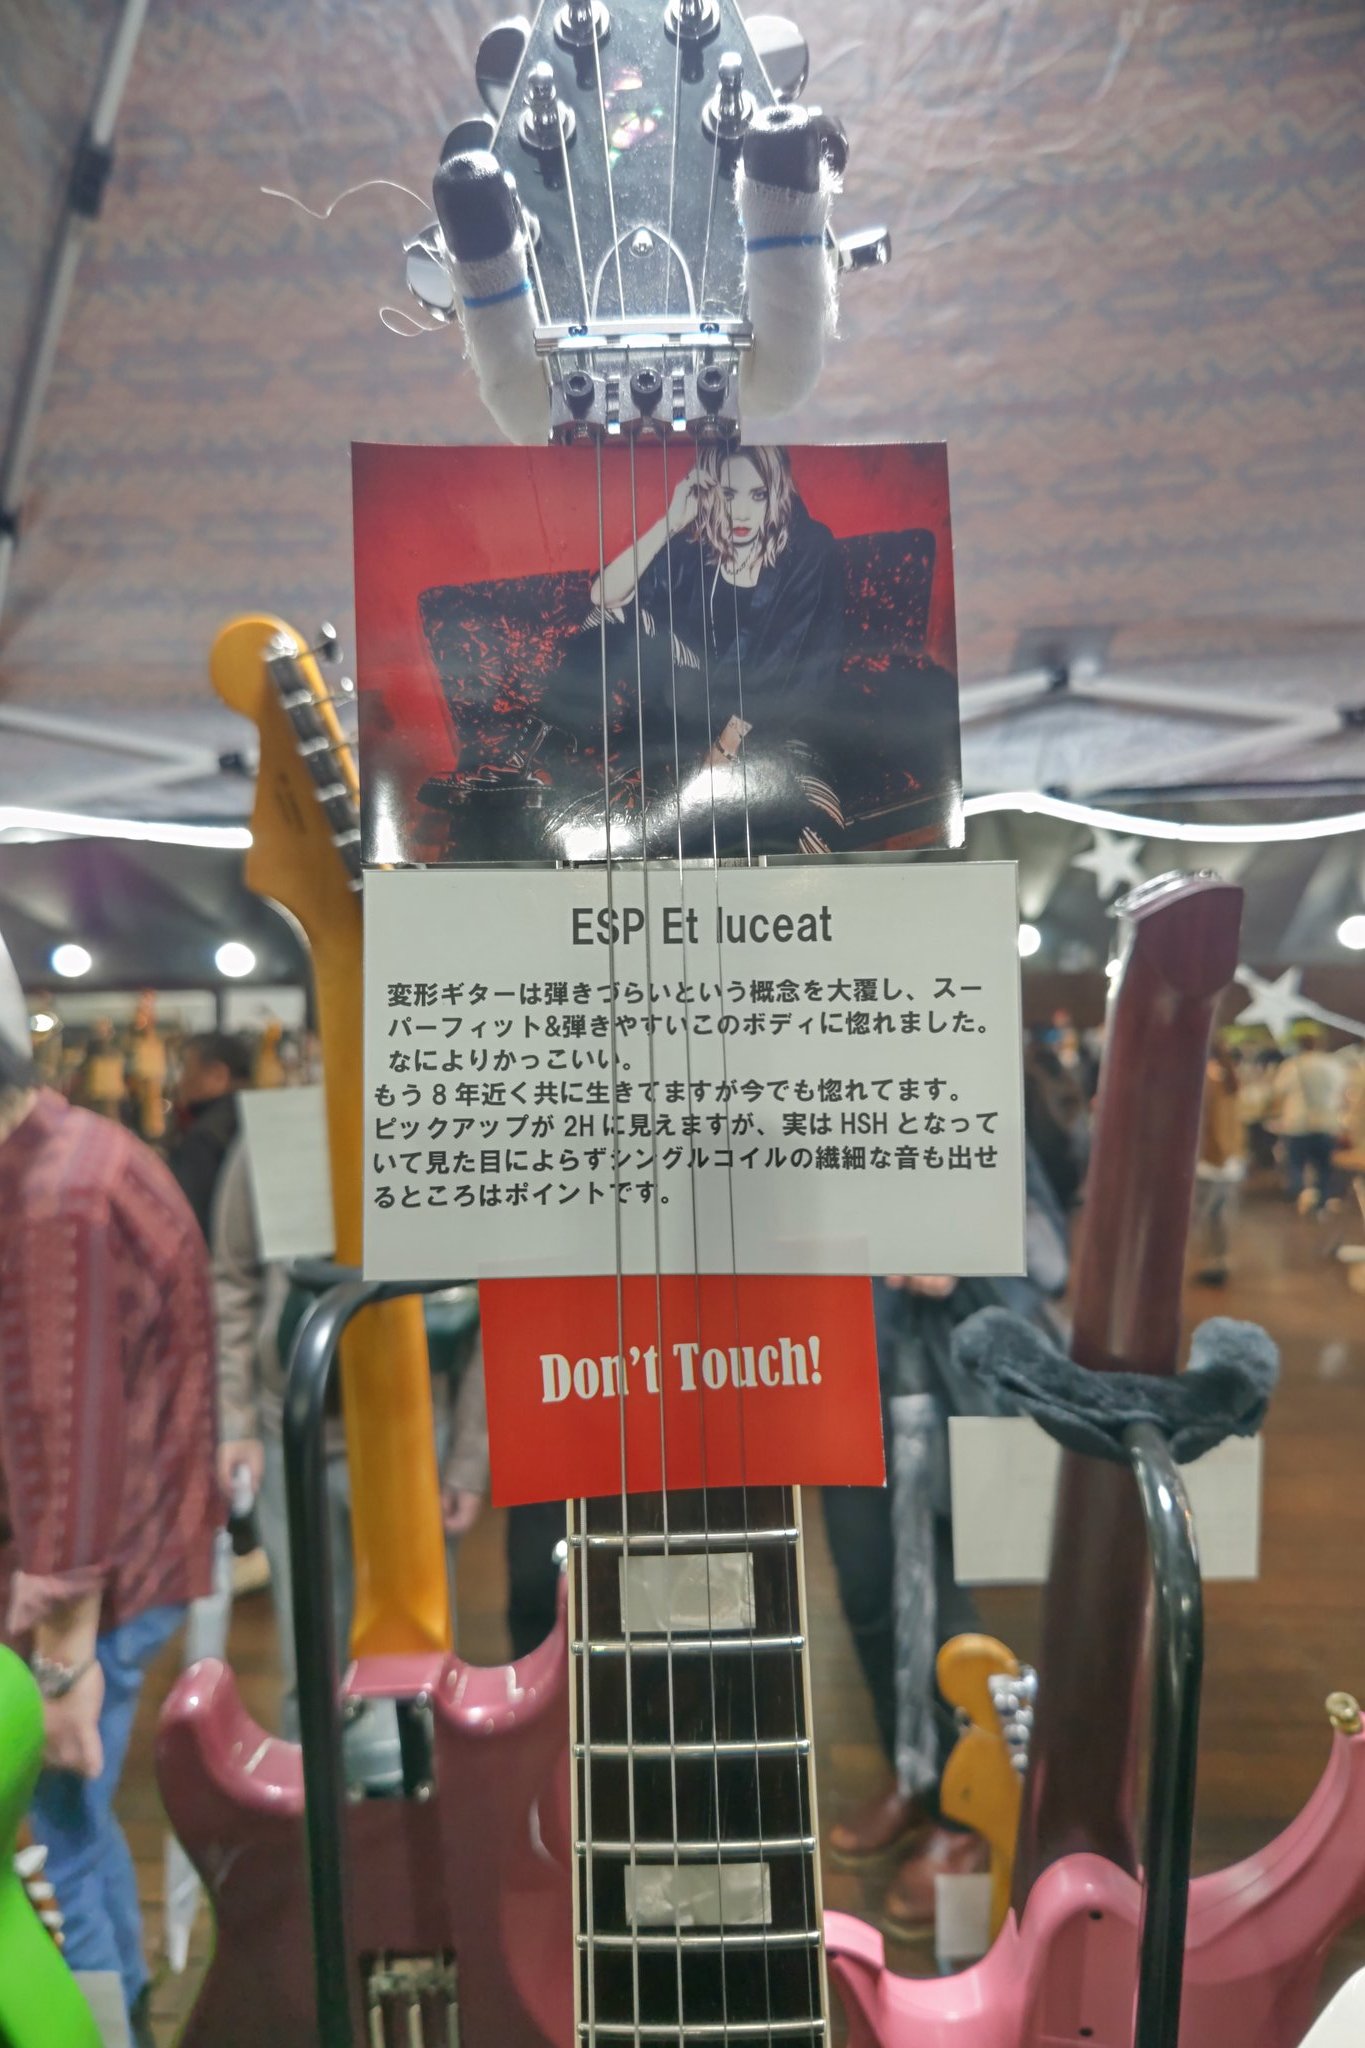 ESP Et luceat
変形ギターは弾きづらいという概念を大覆し、スー
パーフィット&弾きやすいこのボディに惚れました。
なによりかっこいい。
もう8年近く共に生きてますが今でも惚れてます。
ピックアップが2Hに見えますが、実はHSHとなって
いて見た目によらずシングルコイルの繊細な音も出せ
るところはポイントです。
Don't Touch!